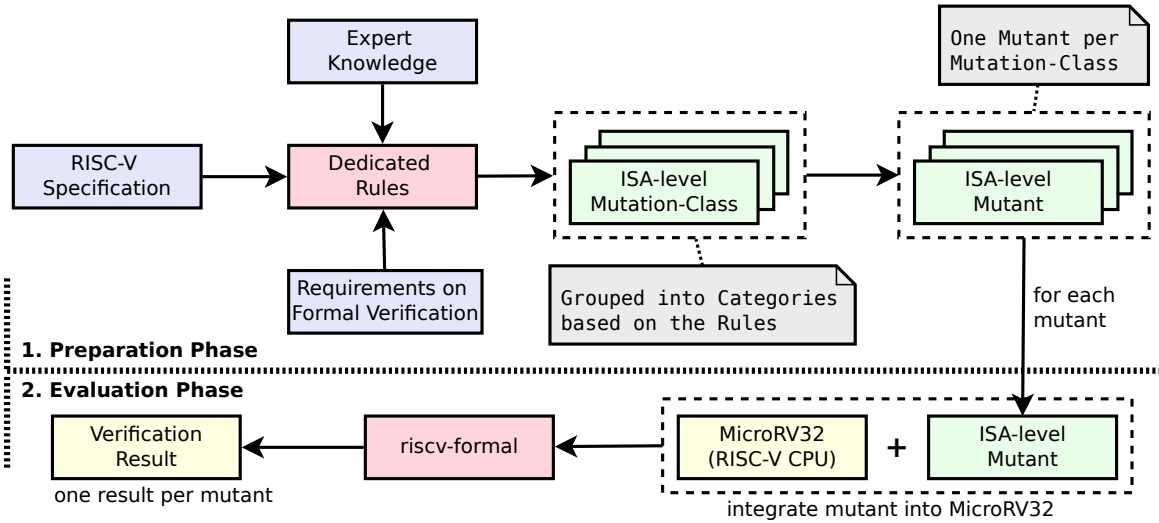 Expert
Knowledge
One Mutant per
Mutation-Class
RISC-V
Specification
Dedicated
Rules
ISA-level
Mutation-Class
ISA-level
Mutant
Requirements on
Formal Verification
Grouped into Categories
based on the Rules
for each
mutant
1. Preparation Phase
2. Evaluation Phase
Verification
Result
one result per mutant
riscv-formal
MicroRV32
(RISC-V CPU)
+
ISA-level
Mutant
integrate mutant into MicroRV32